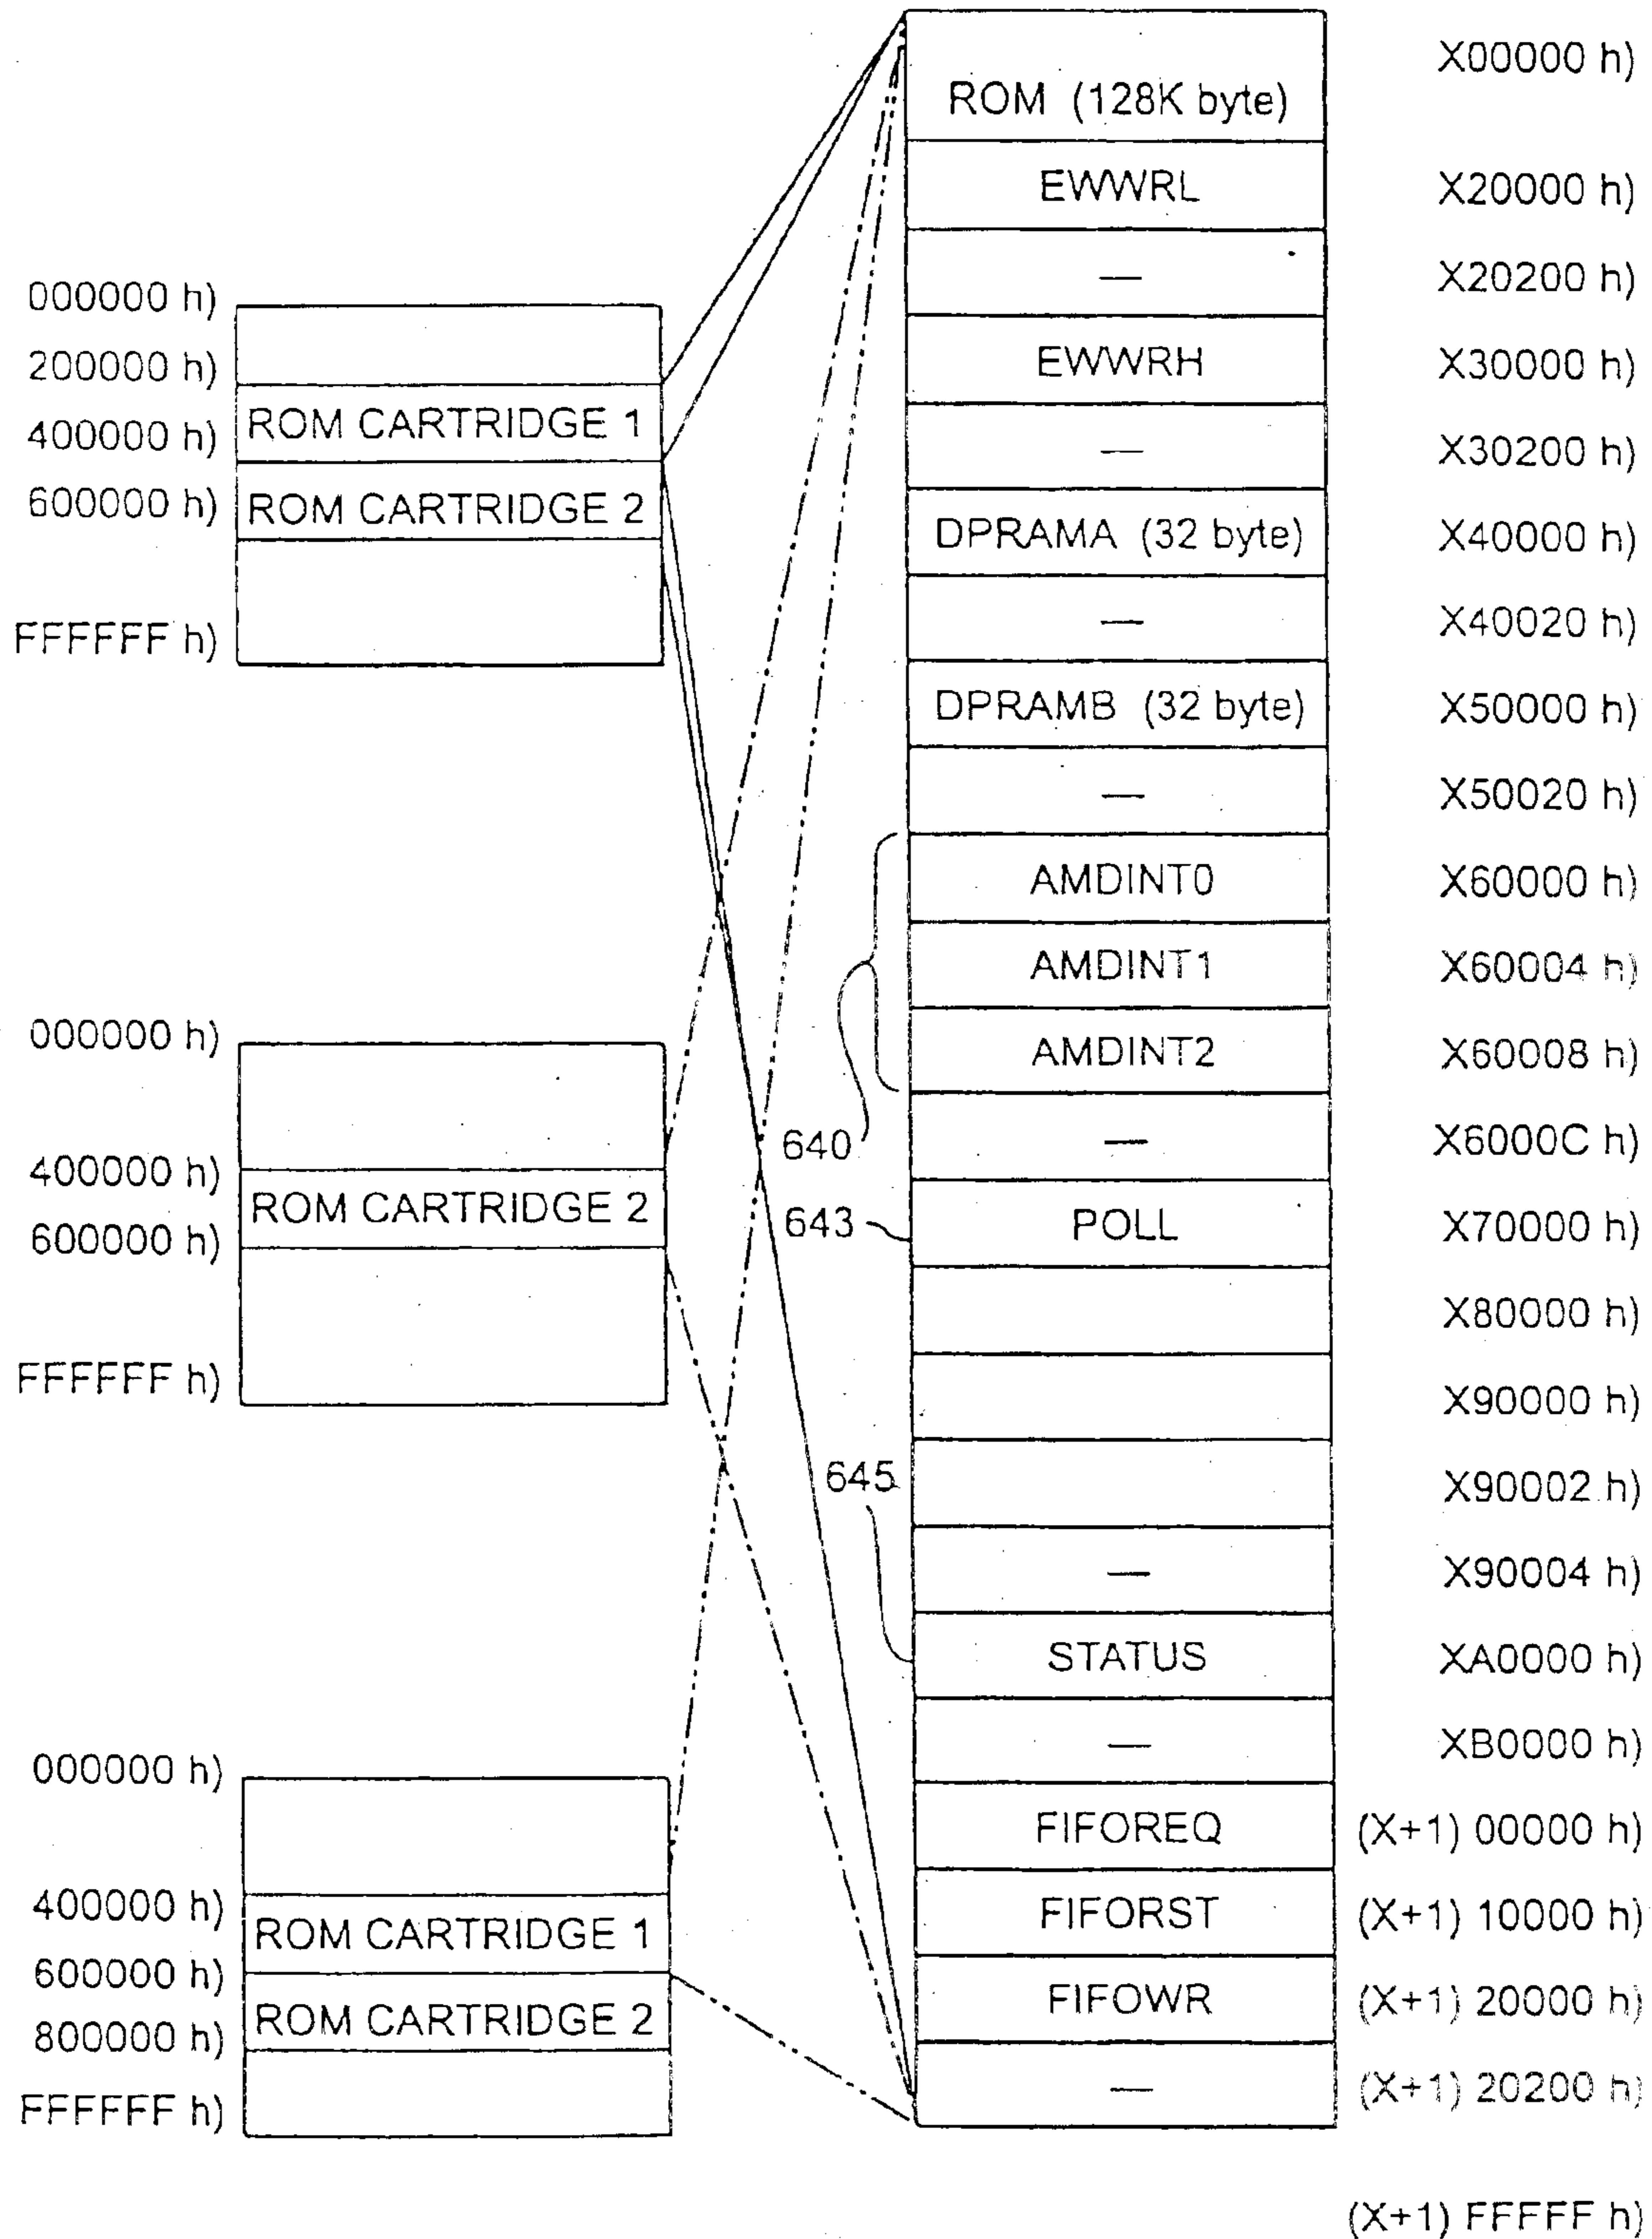 000000 h)
200000 h)
400000 h)
600000 h)
FFFFFF h)
ROM CARTRIDGE 1
ROM CARTRIDGE 2
000000 h)
400000 h)
600000 h)
FFFFFF h)
ROM CARTRIDGE 2
000000 h)
400000 h)
600000 h)
800000 h)
FFFFFF h)
ROM CARTRIDGE 1
ROM CARTRIDGE 2
640
643
645
ROM (128K byte) X00000 h)
EWWRL X20000 h)
— X20200 h)
EWWRH X30000 h)
— X30200 h)
DPRAMA (32 byte) X40000 h)
— X40020 h)
DPRAMB (32 byte) X50000 h)
— X50020 h)
AMDINT0 X60000 h)
AMDINT1 X60004 h)
AMDINT2 X60008 h)
— X6000C h)
POLL X70000 h)
X80000 h)
X90000 h)
X90002 h)
— X90004 h)
STATUS XA0000 h)
— XB0000 h)
FIFOREQ (X+1) 00000 h)
FIFORST (X+1) 10000 h)
FIFOWR (X+1) 20000 h)
— (X+1) 20200 h)
(X+1) FFFFF h)